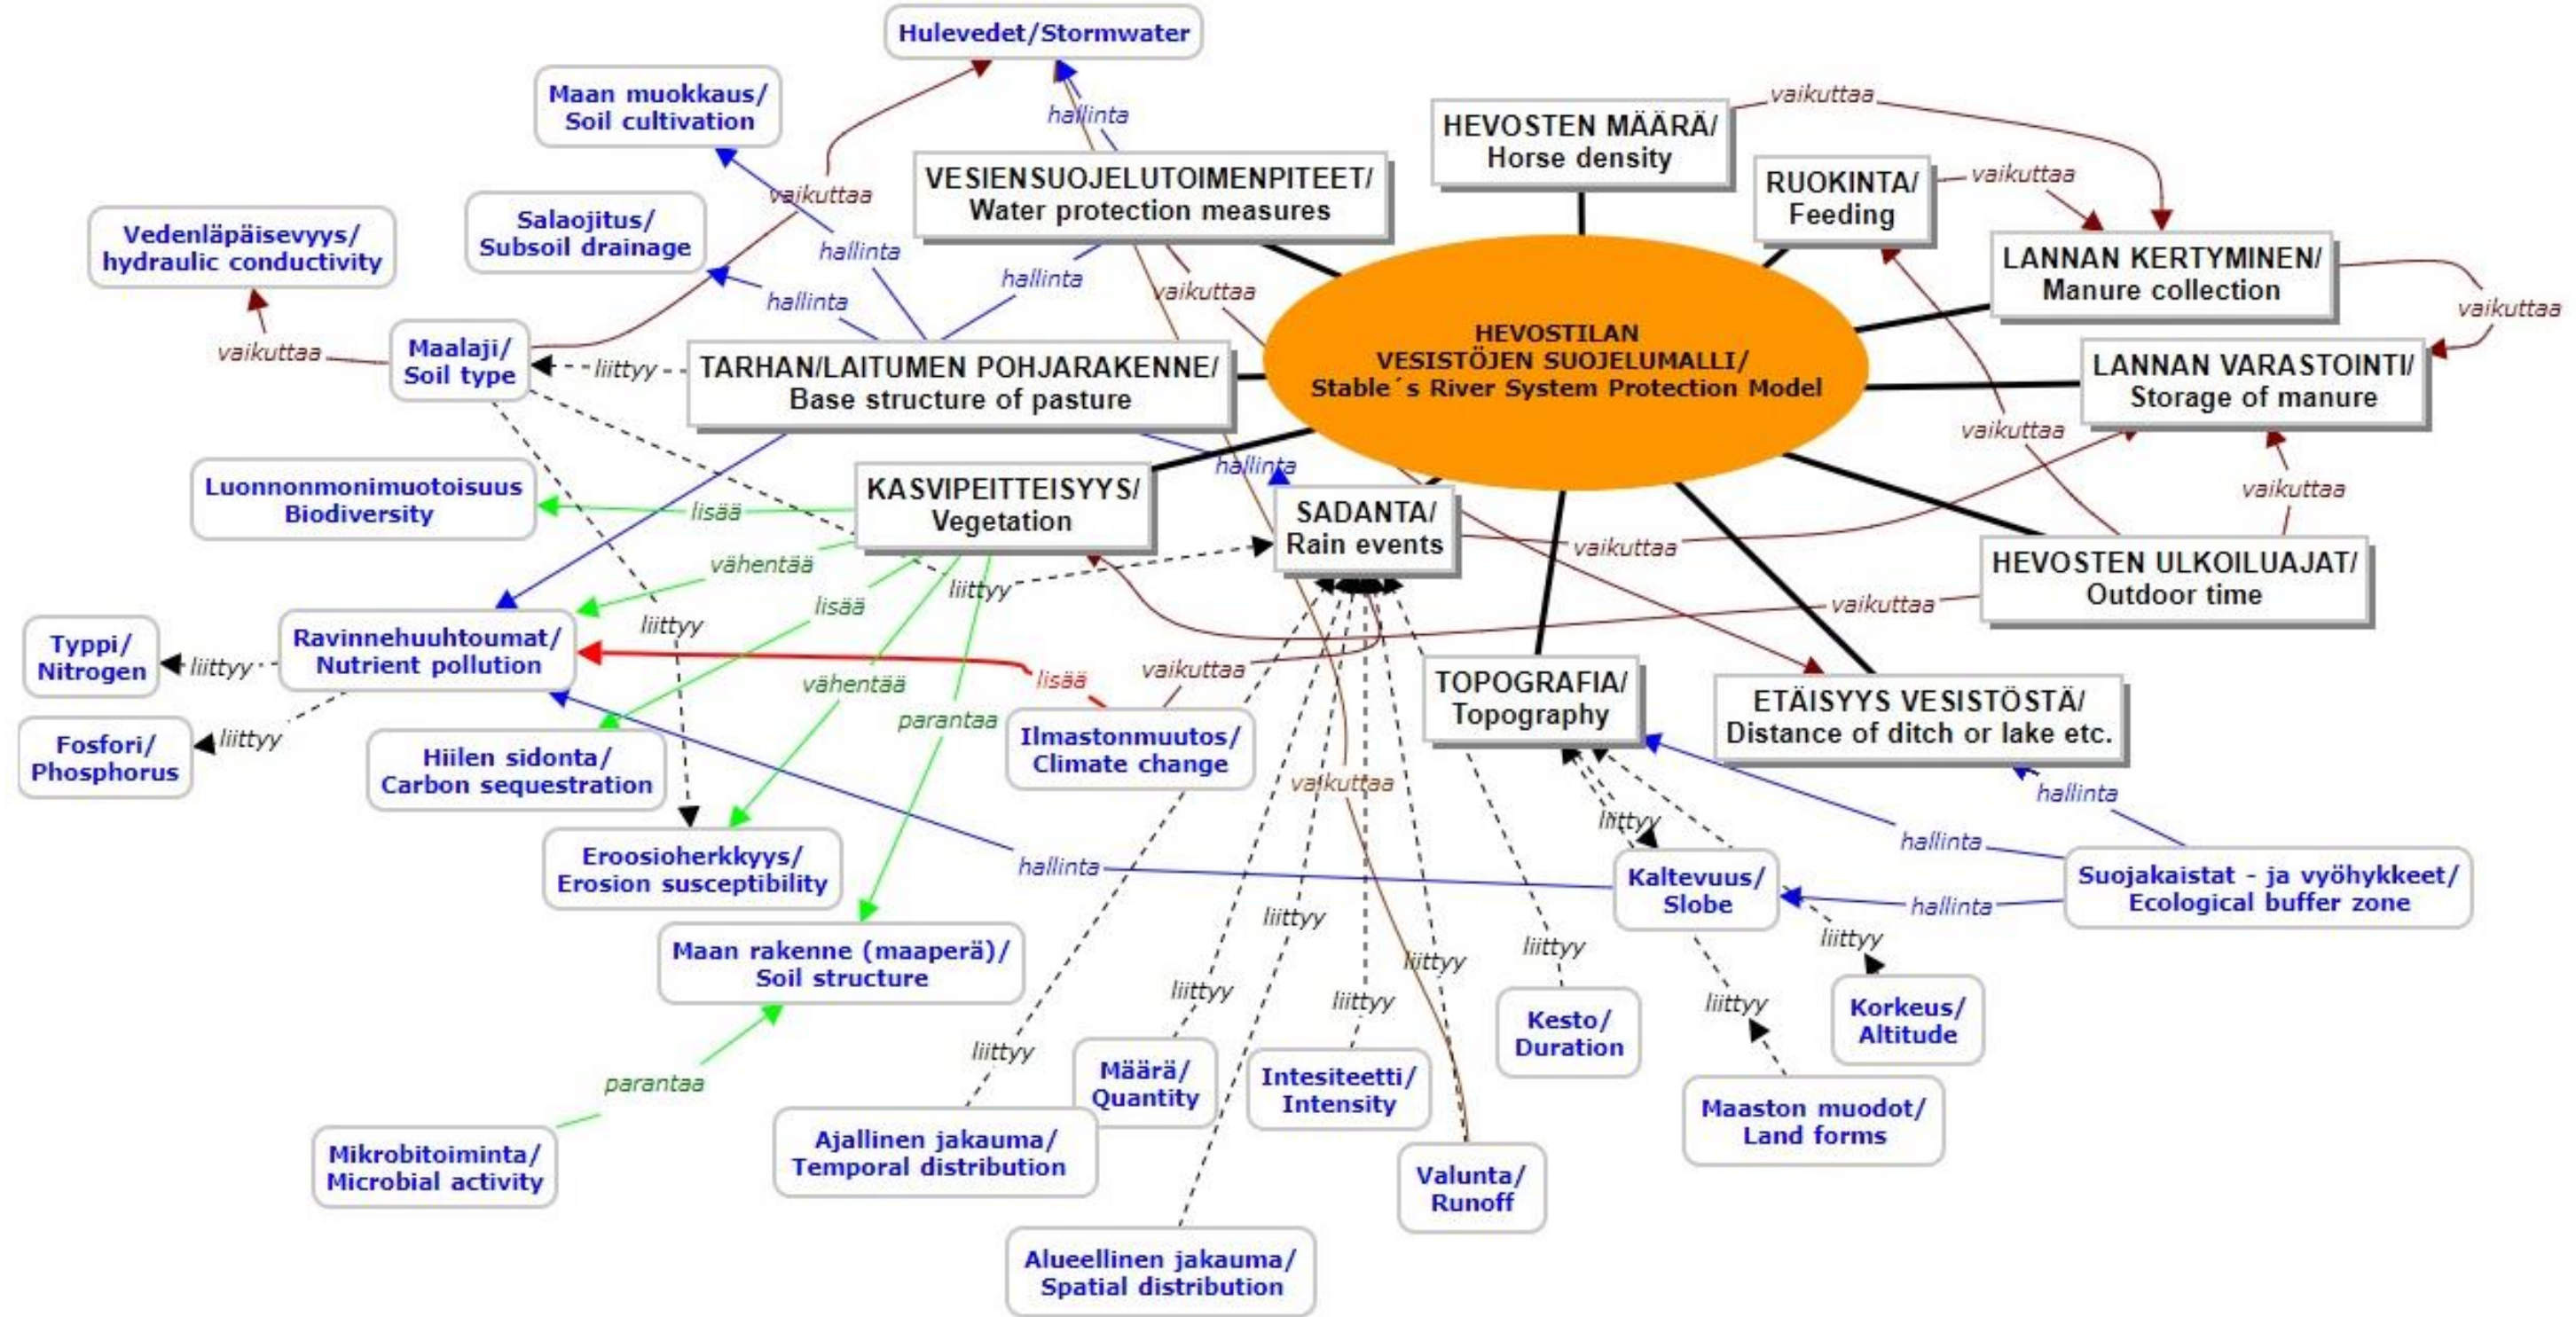 Hulevedet/Stormwater
Maan muokkaus/
Soil cultivation
hallinta
vaikuttaa
HEVOSTEN MÄÄRÄ/
Horse density
VESIENSUOJELUTOIMENPITEET/
Water protection measures
RUOKINTA/
Feeding
vaikuttaa
vaikuttaa
Salaojitus/
Subsoil drainage
Vedenläpäisevyys/
hydraulic conductivity
hallinta
hallinta
hallinta
vaikuttaa
LANNAN KERTYMINEN/
Manure collection
vaikuttaa
vaikuttaa
Maalaji/
Soil type
liittyy
TARHAN/LAITUMEN POHJARAKENNE/
Base structure of pasture
HEVOSTILAN
VESISTÖJEN SUOJELUMALLI/
Stable´s River System Protection Model
LANNAN VARASTOINTI/
Storage of manure
vaikuttaa
hallinta
vaikuttaa
Luonnonmonimuotoisuus
Biodiversity
lisää
KASVIPEITTEISYYS/
Vegetation
SADANTA/
Rain events
vaikuttaa
vähentää
liittyy
HEVOSTEN ULKOILUAJAT/
Outdoor time
lisää
vaikuttaa
liittyy
Typpi/
Nitrogen
liittyy
Ravinnehuuhtoumat/
Nutrient pollution
lisää
vaikuttaa
vähentää
parantaa
TOPOGRAFIA/
Topography
ETÄISYYS VESISTÖSTÄ/
Distance of ditch or lake etc.
Fosfori/
Phosphorus
liittyy
Hiilen sidonta/
Carbon sequestration
Ilmastonmuutos/
Climate change
vaikuttaa
hallinta
liittyy
hallinta
Eroosioherkkyys/
Erosion susceptibility
hallinta
Kaltevuus/
Slobe
hallinta
Suojakaistat - ja vyöhykkeet/
Ecological buffer zone
liittyy
liittyy
liittyy
liittyy
Maan rakenne (maaperä)/
Soil structure
liittyy
liittyy
liittyy
Kesto/
Duration
Korkeus/
Altitude
liittyy
parantaa
Määrä/
Quantity
Intesiteetti/
Intensity
Maaston muodot/
Land forms
Mikrobitoiminta/
Microbial activity
Ajallinen jakauma/
Temporal distribution
Valunta/
Runoff
Alueellinen jakauma/
Spatial distribution